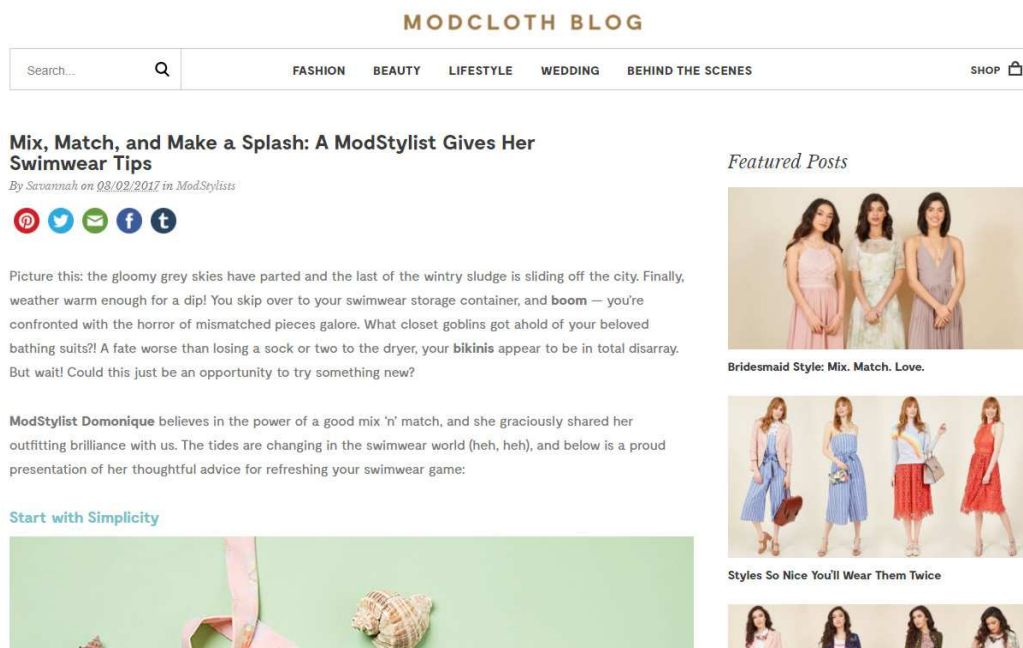 MODCLOTH BLOG
Search...
FASHION BEAUTY LIFESTYLE WEDDING BEHIND THE SCENES
SHOP
Mix, Match, and Make a Splash: A ModStylist Gives Her
Swimwear Tips
By Savannah on 03/02/2017 in ModStylists
Picture this: the gloomy grey skies have parted and the last of the wintry sludge is sliding off the city. Finally,
weather warm enough for a dip! You skip over to your swimwear storage container, and boom — you're
confronted with the horror of mismatched pieces galore. What closet goblins got ahold of your beloved
bathing suits?! A fate worse than losing a sock or two to the dryer, your bikinis appear to be in total disarray.
But wait! Could this just be an opportunity to try something new?
ModStylist Domonique believes in the power of a good mix 'n' match, and she graciously shared her
outfitting brilliance with us. The tides are changing in the swimwear world (heh, heh), and below is a proud
presentation of her thoughtful advice for refreshing your swimwear game:
Start with Simplicity
Featured Posts
Bridesmaid Style: Mix. Match. Love.
Styles So Nice You'll Wear Them Twice